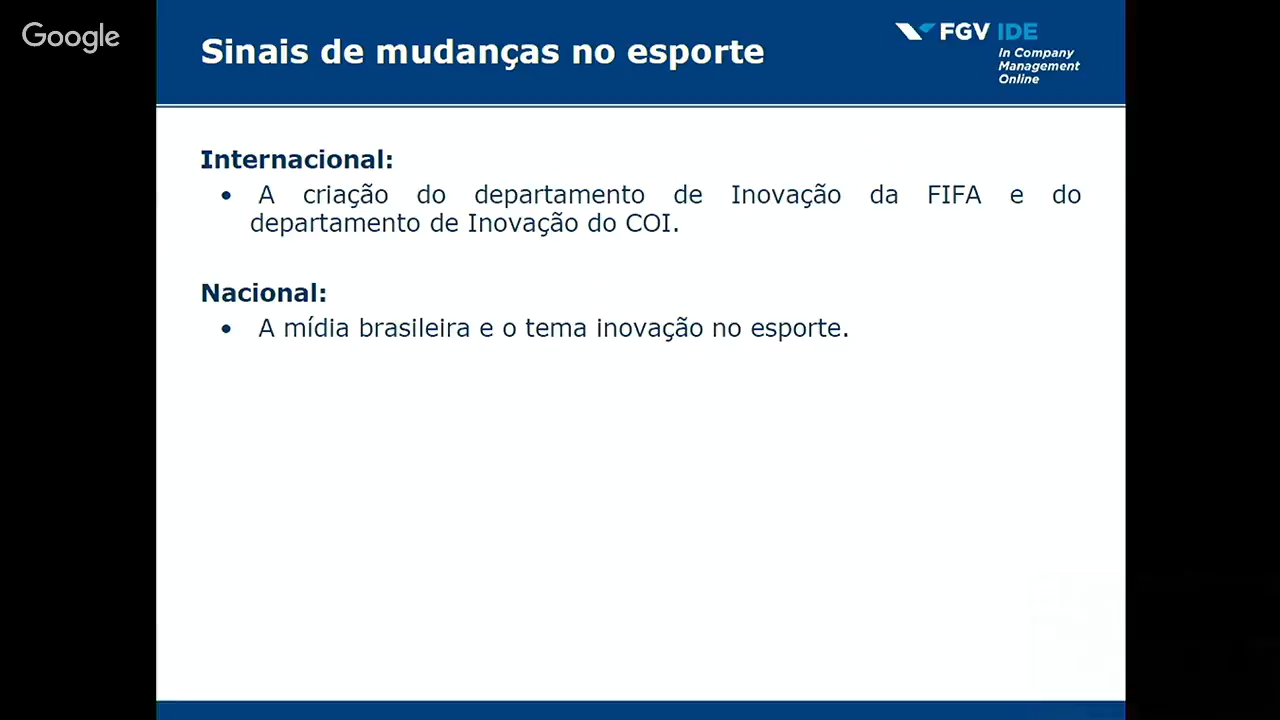 Google
Sinais de mudanças no esporte
FGV IDE
In Company
Management
Online
Internacional:
• A criação do departamento de Inovação da FIFA e do
departamento de Inovação do COI.
Nacional:
• A mídia brasileira e o tema inovação no esporte.